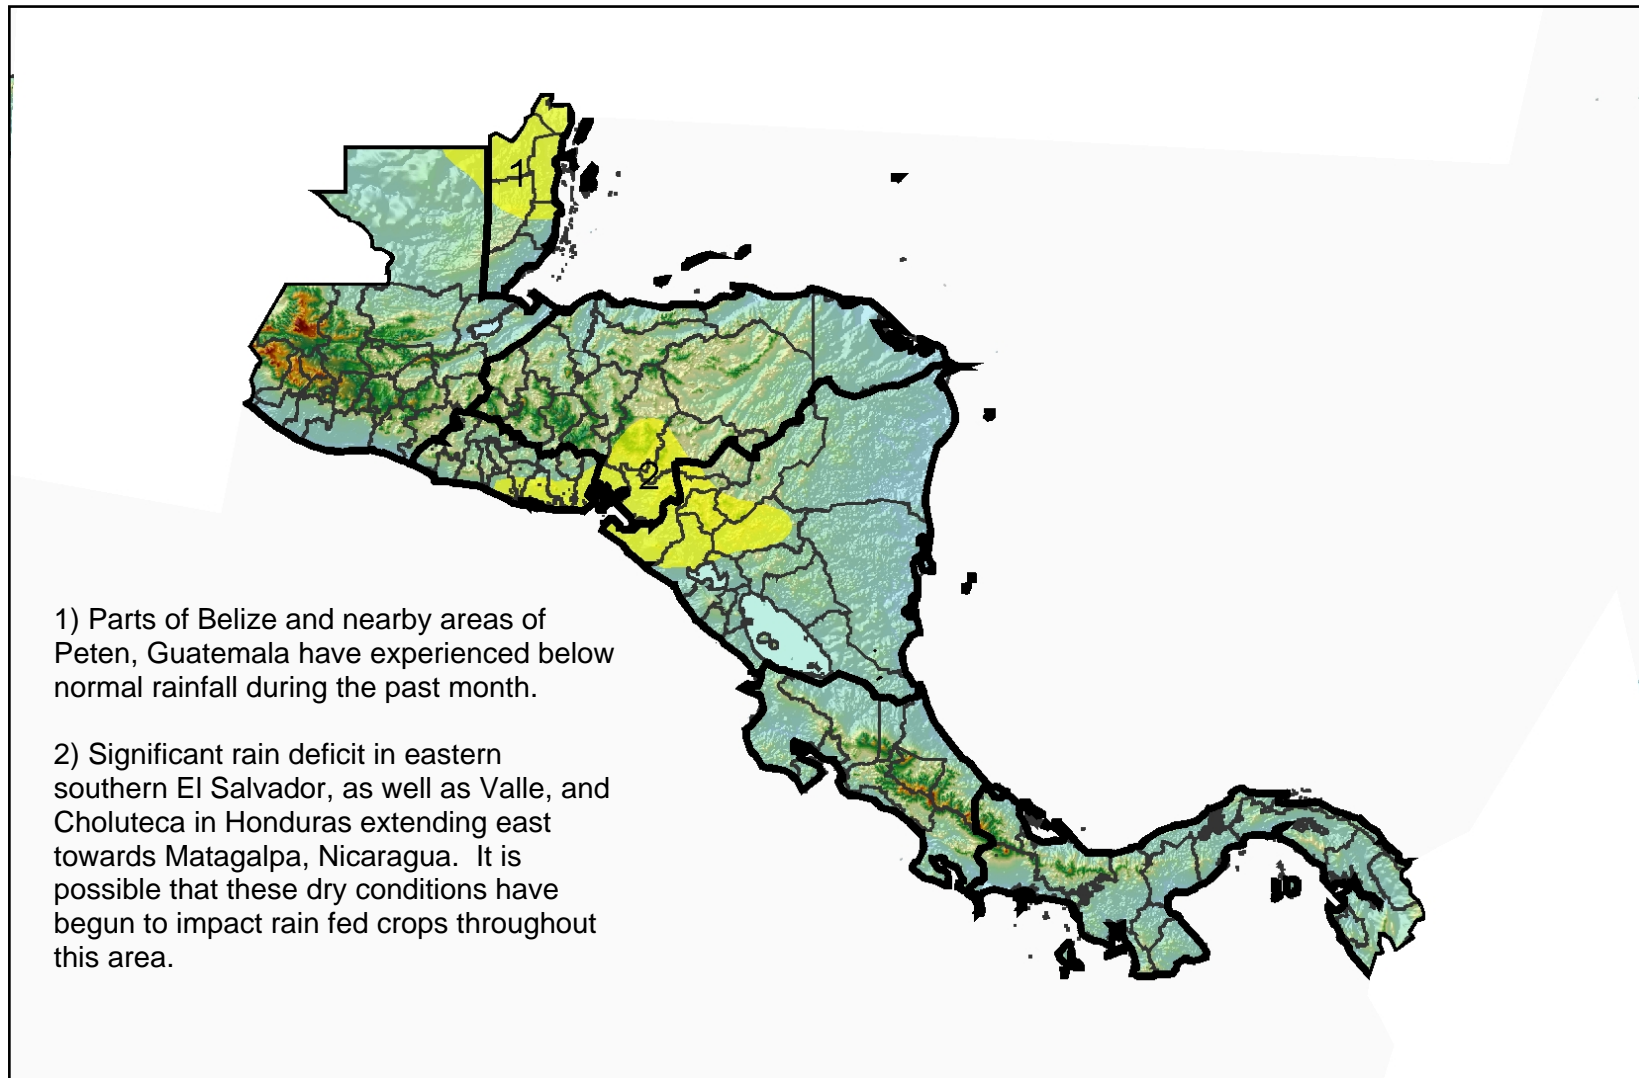 1
2
1) Parts of Belize and nearby areas of
Peten, Guatemala have experienced below
normal rainfall during the past month.
2) Significant rain deficit in eastern
southern El Salvador, as well as Valle, and
Choluteca in Honduras extending east
towards Matagalpa, Nicaragua.  It is
possible that these dry conditions have
begun to impact rain fed crops throughout
this area.